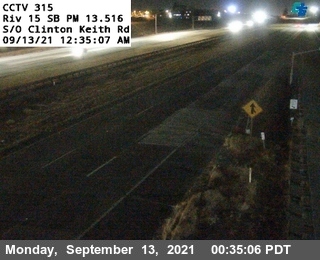 CCTV 315
Riv 15 SB PM 13.516
S/O Clinton Keith Rd
09/13/21 12:35:07 AM
Monday, September 13, 2021 00:35:06 PDT